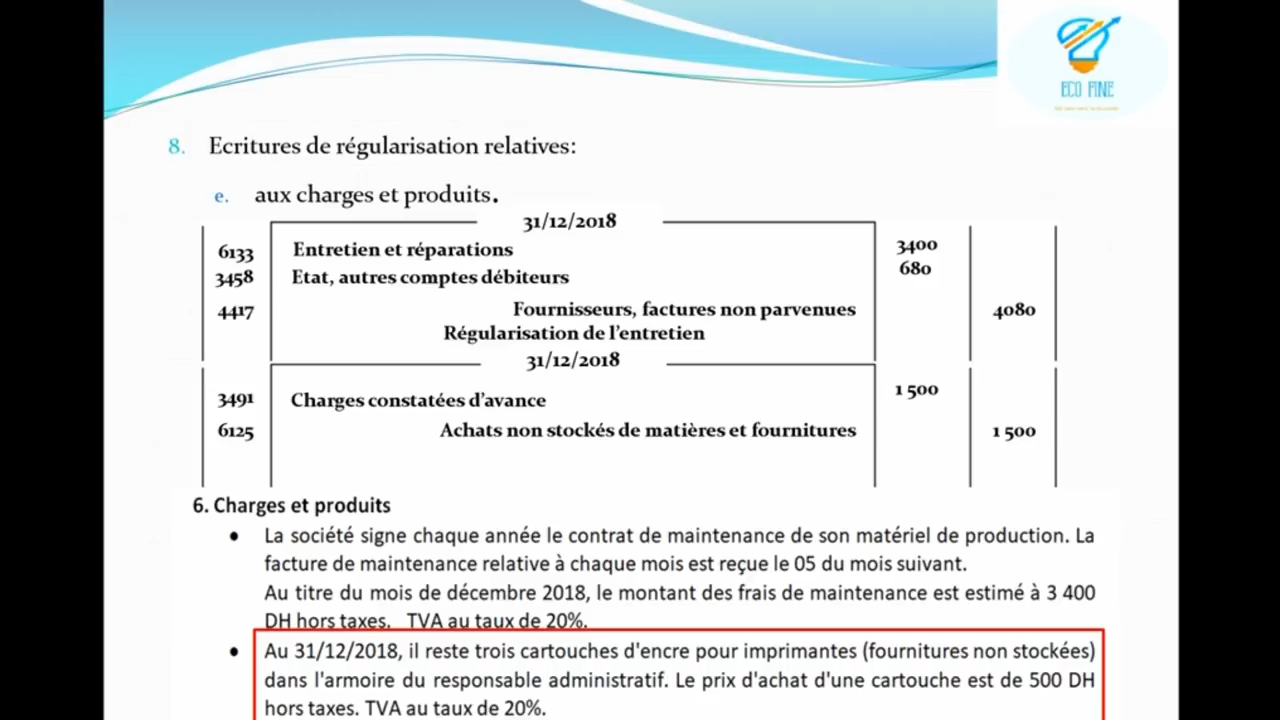 ECO FINE
8. Ecritures de régularisation relatives:
e. aux charges et produits.
31/12/2018
6133 Entretien et réparations 3400
3458 Etat, autres comptes débiteurs 680
4417 Fournisseurs, factures non parvenues 4080
Régularisation de l'entretien
31/12/2018
3491 Charges constatées d'avance 1 500
6125 Achats non stockés de matières et fournitures 1 500
6. Charges et produits
• La société signe chaque année le contrat de maintenance de son matériel de production. La
facture de maintenance relative à chaque mois est reçue le 05 du mois suivant.
Au titre du mois de décembre 2018, le montant des frais de maintenance est estimé à 3 400
DH hors taxes. TVA au taux de 20%.
• Au 31/12/2018, il reste trois cartouches d'encre pour imprimantes (fournitures non stockées)
dans l'armoire du responsable administratif. Le prix d'achat d'une cartouche est de 500 DH
hors taxes. TVA au taux de 20%.